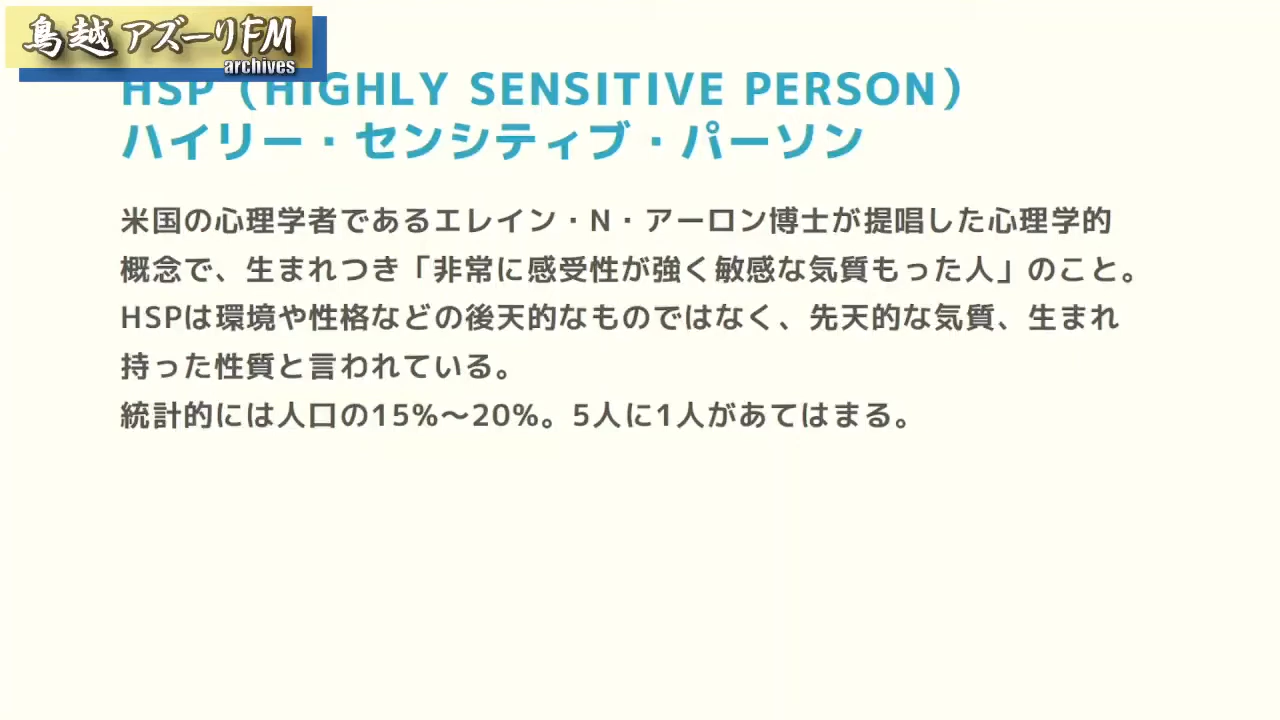 鳥越アズーリFM
archives
HSP（HIGHLY SENSITIVE PERSON）
ハイリー・センシティブ・パーソン
米国の心理学者であるエレイン・N・アーロン博士が提唱した心理学的
概念で、生まれつき「非常に感受性が強く敏感な気質もった人」のこと。
HSPは環境や性格などの後天的なものではなく、先天的な気質、生まれ
持った性質と言われている。
統計的には人口の15%〜20%。5人に1人があてはまる。